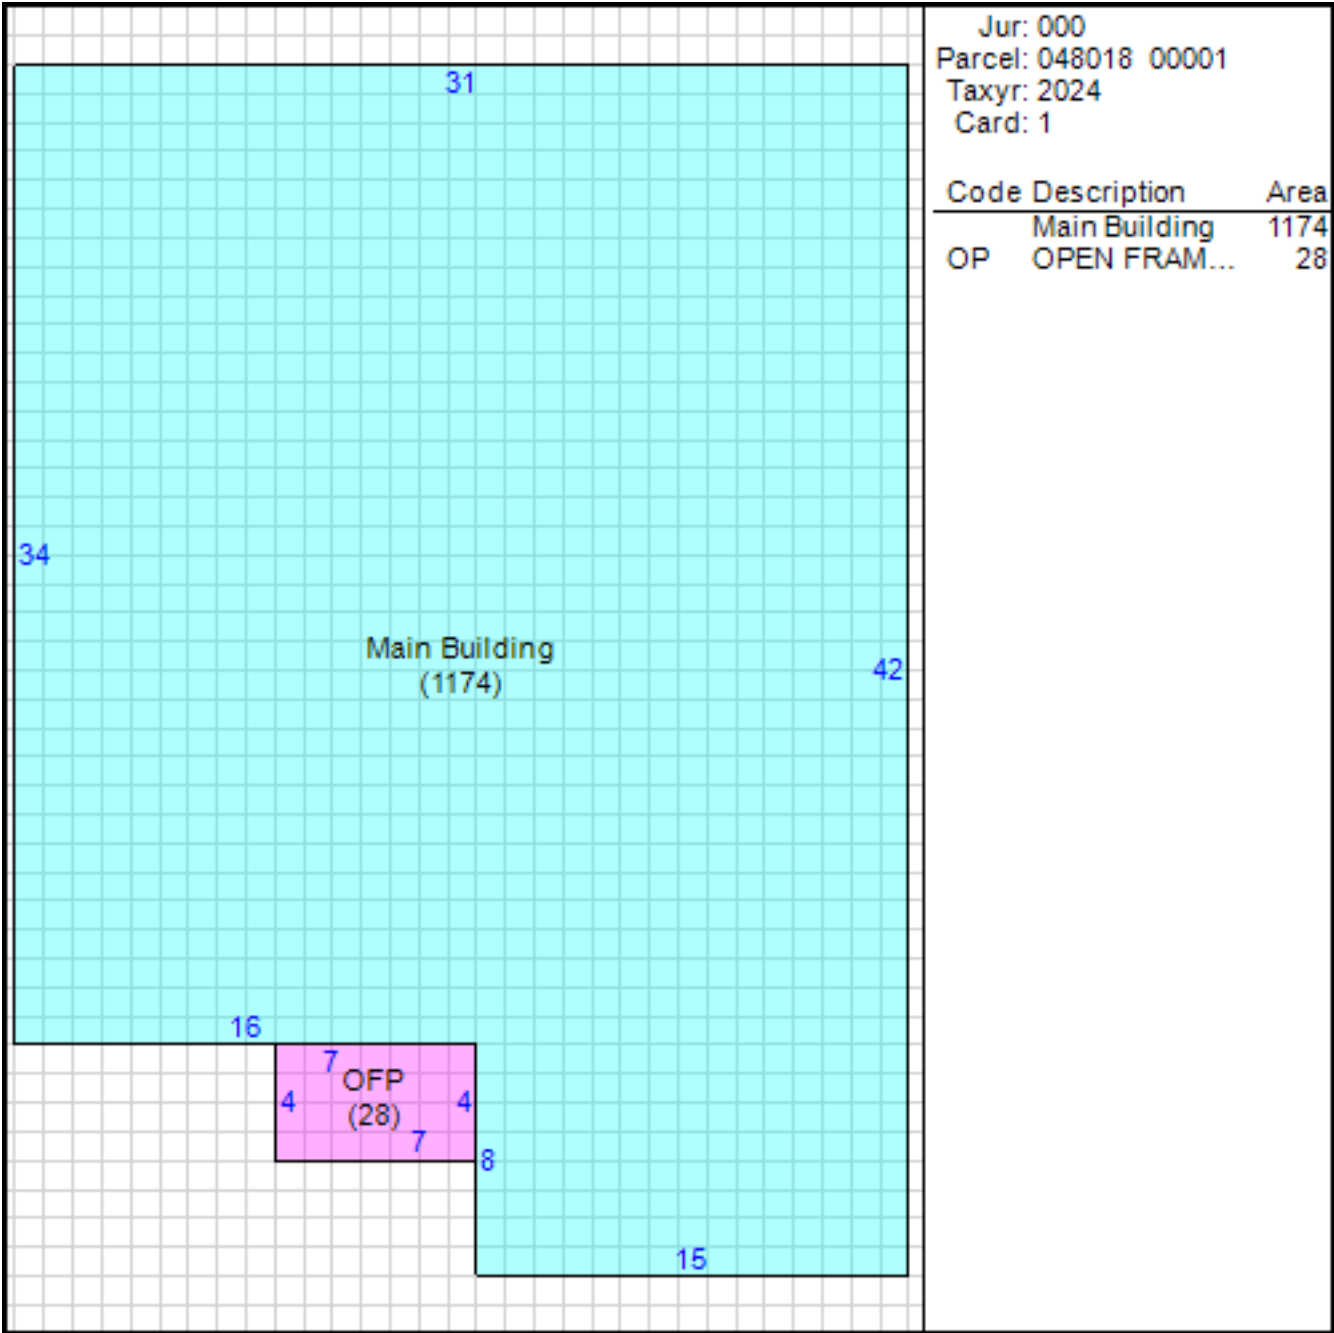 Jur: 000
Parcel: 048018 00001
Taxyr: 2024
Card: 1
Code Description Area
Main Building 1174
OP OPEN FRAM... 28
31
34
Main Building
(1174)
42
16
7
OFP
4
4
(28)
7
8
15